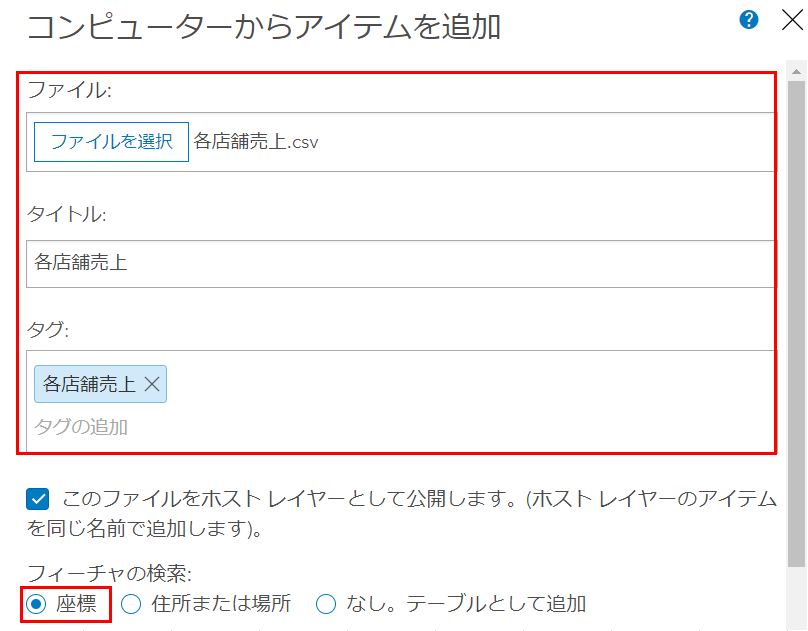 コンピューターからアイテムを追加
ファイル:
ファイルを選択 各店舗売上.csv
タイトル:
各店舗売上
タグ:
各店舗売上
タグの追加
このファイルをホスト レイヤーとして公開します。(ホスト レイヤーのアイテム
を同じ名前で追加します)。
フィーチャの検索:
座標 住所または場所 なし。テーブルとして追加